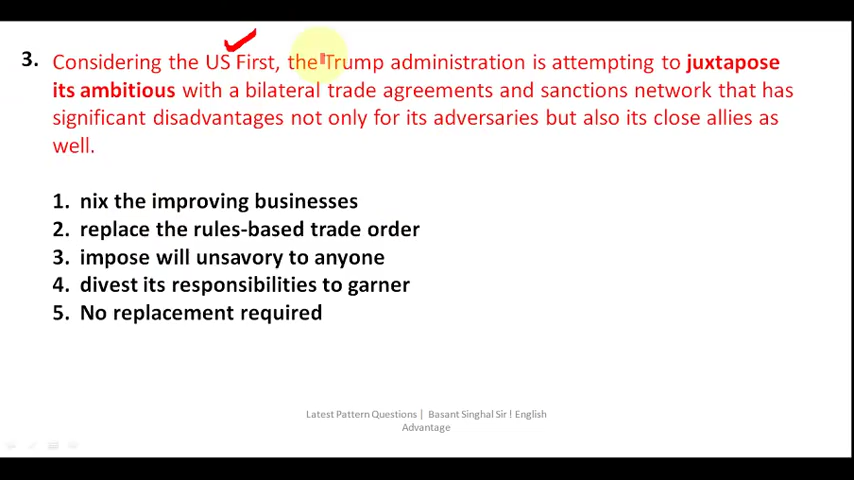 3. Considering the US First, the Trump administration is attempting to juxtapose
its ambitious with a bilateral trade agreements and sanctions network that has
significant disadvantages not only for its adversaries but also its close allies as
well.
1. nix the improving businesses
2. replace the rules-based trade order
3. impose will unsavory to anyone
4. divest its responsibilities to garner
5. No replacement required
Latest Pattern Questions | Basant Singhal Sir ! English
Advantage